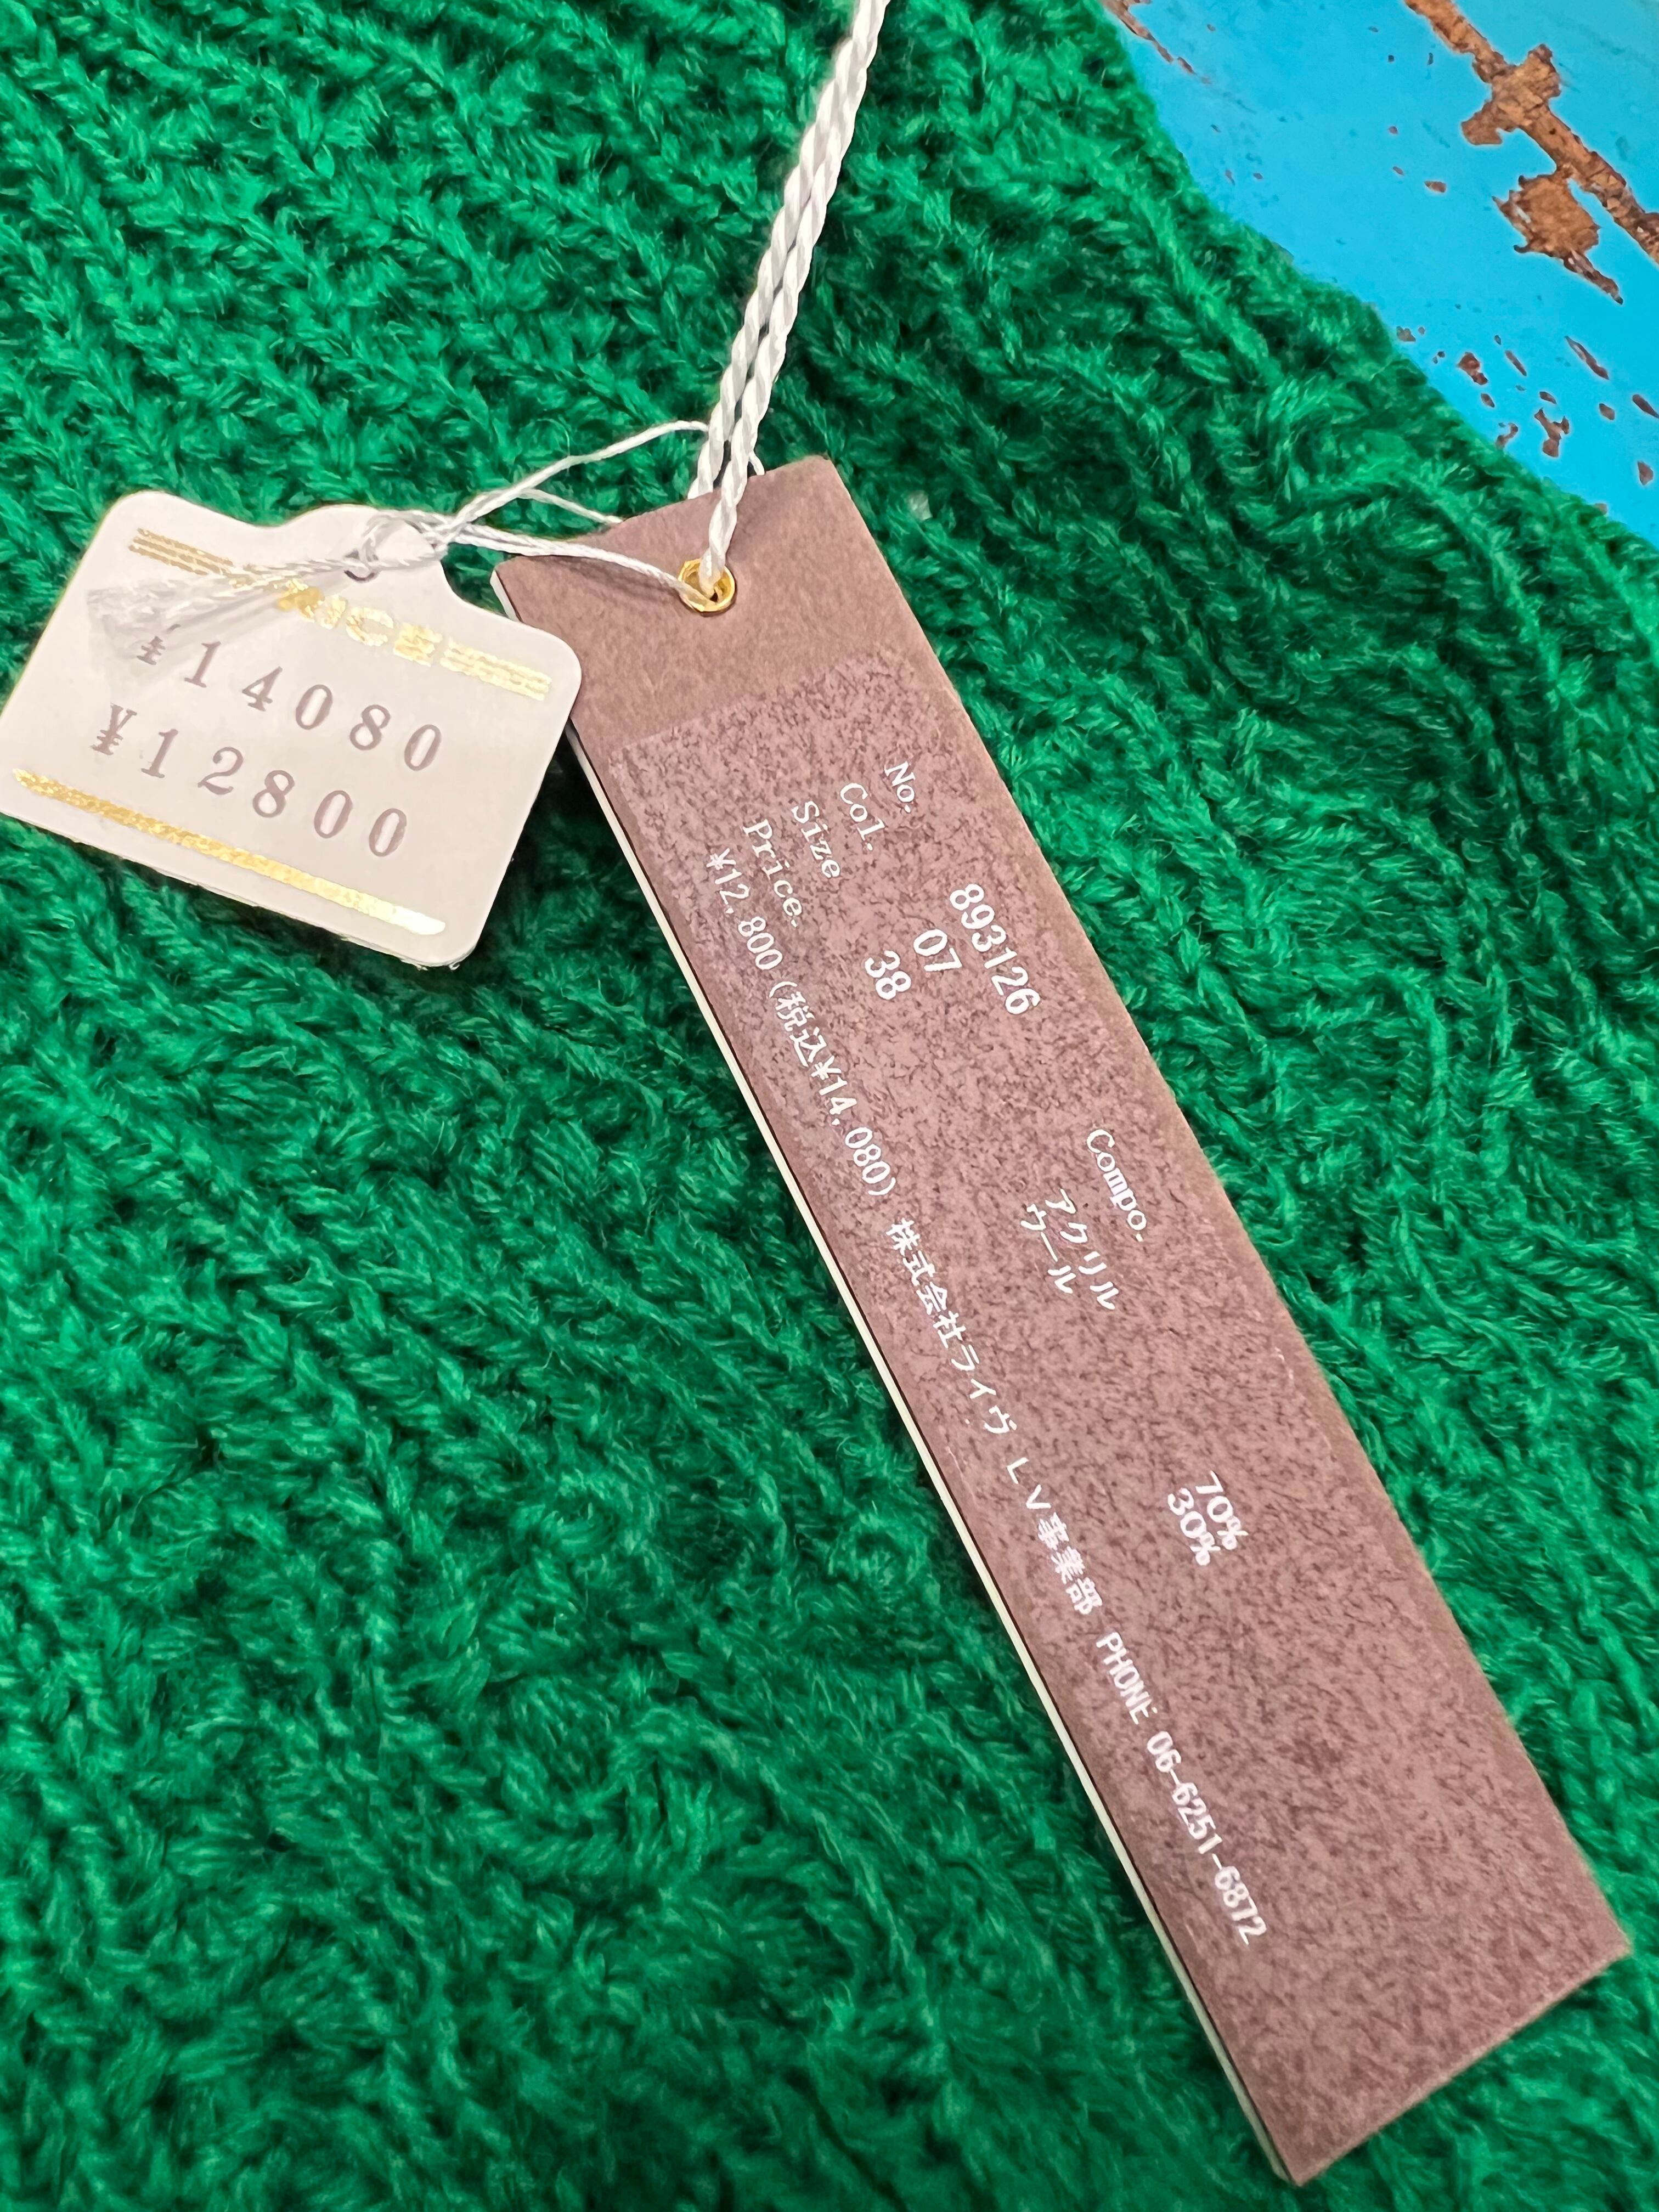 PRICE
¥14080
¥12800
No. 893126
Col. 07
Size 38
Price.
¥12,800 (税込¥14,080) 株式会社ライヴ LV事業部 PHONE 06-6251-6872
Compo.
アクリル 70%
ウール 30%